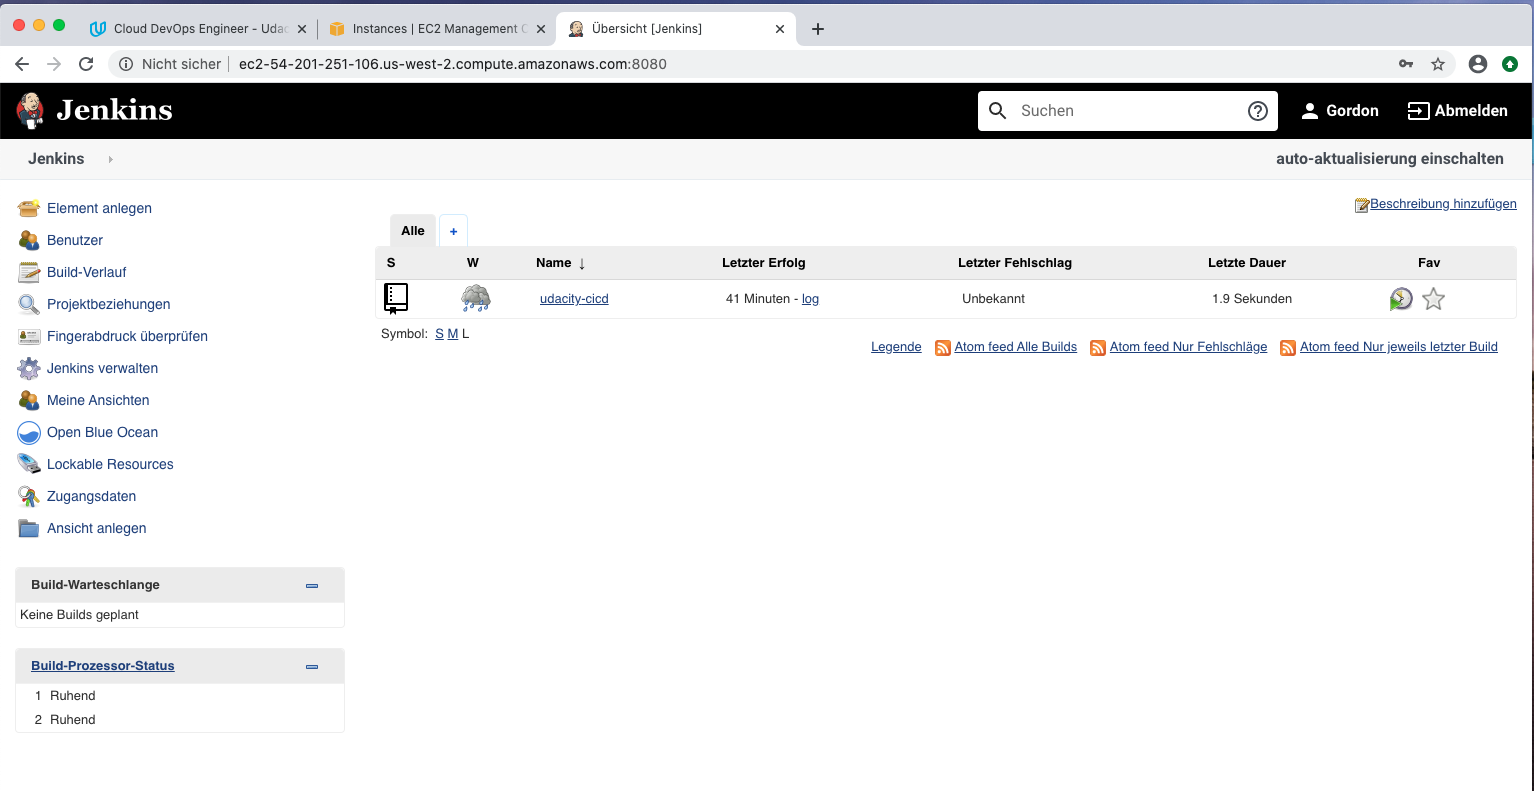 Cloud DevOps Engineer - Udac
Instances | EC2 Management C
Übersicht [Jenkins]
Nicht sicher ec2-54-201-251-106.us-west-2.compute.amazonaws.com:8080
Jenkins
Suchen
Gordon
Abmelden
Jenkins
auto-aktualisierung einschalten
Element anlegen
Benutzer
Build-Verlauf
Projektbeziehungen
Fingerabdruck überprüfen
Jenkins verwalten
Meine Ansichten
Open Blue Ocean
Lockable Resources
Zugangsdaten
Ansicht anlegen
Build-Warteschlange
Keine Builds geplant
Build-Prozessor-Status
1 Ruhend
2 Ruhend
Beschreibung hinzufügen
Alle +
S W Name ↓ Letzter Erfolg Letzter Fehlschlag Letzte Dauer Fav
udacity-cicd 41 Minuten - log Unbekannt 1.9 Sekunden
Symbol: S M L
Legende Atom feed Alle Builds Atom feed Nur Fehlschläge Atom feed Nur jeweils letzter Build